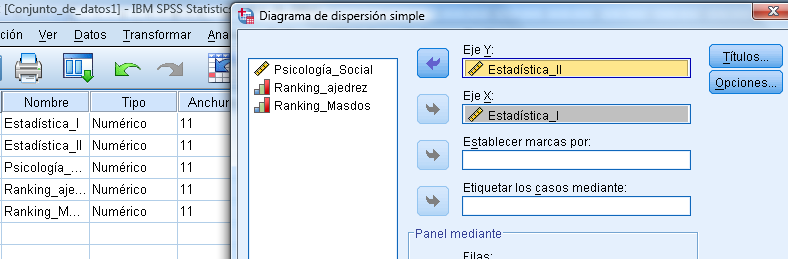 [Conjunto_de_datos1] - IBM SPSS Statistic
ción Ver Datos Transformar Ana
Nombre Tipo Anchur
Estadística_I Numérico 11
Estadística_II Numérico 11
Psicología_... Numérico 11
Ranking_aje... Numérico 11
Ranking_M... Numérico 11
Diagrama de dispersión simple
Psicología_Social
Ranking_ajedrez
Ranking_Masdos
Eje Y:
Estadística_II
Eje X:
Estadística_I
Establecer marcas por:
Etiquetar los casos mediante:
Panel mediante
Filas:
Títulos...
Opciones...